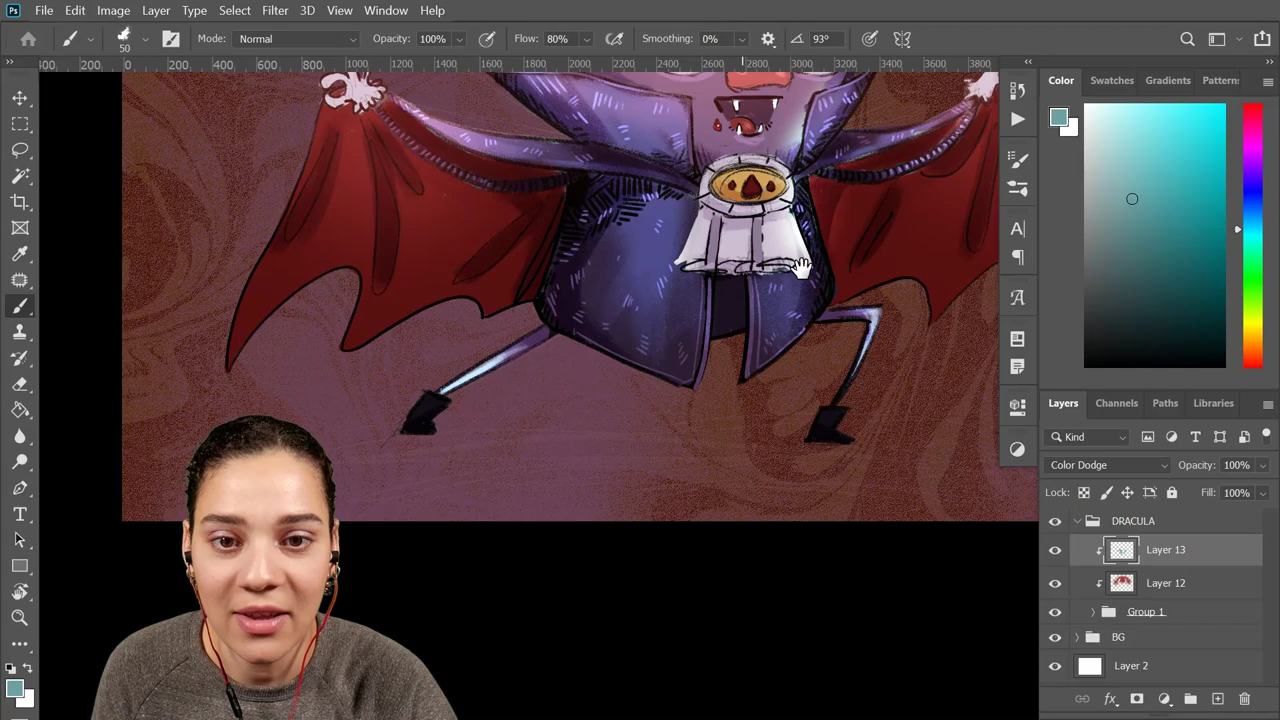 Ps File Edit Image Layer Type Select Filter 3D View Window Help
50 Mode: Normal Opacity: 100% Flow: 80% Smoothing: 0% 93°
400 200 0 200 400 600 800 1000 1200 1400 1600 1800 2000 2200 2400 2600 2800 3000 3200 3400 3600 3800
Color Swatches Gradients Pattern
Layers Channels Paths Libraries
Kind
Color Dodge Opacity: 100%
Lock: Fill: 100%
DRACULA
Layer 13
Layer 12
Group 1
BG
Layer 2